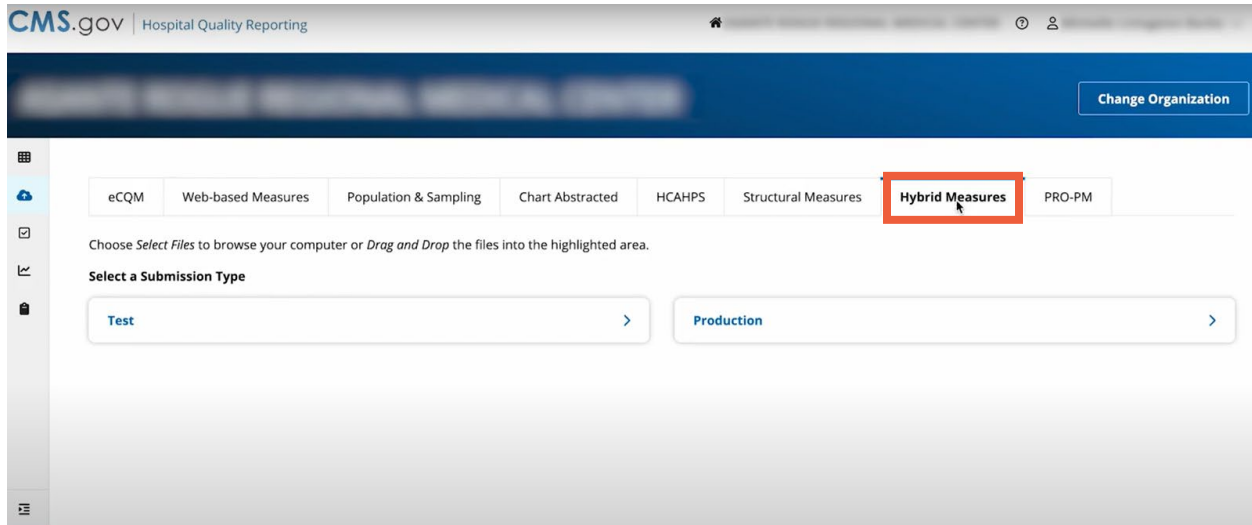 CMS.gov Hospital Quality Reporting
Change Organization
eCQM Web-based Measures Population & Sampling Chart Abstracted HCAHPS Structural Measures Hybrid Measures PRO-PM
Choose Select Files to browse your computer or Drag and Drop the files into the highlighted area.
Select a Submission Type
Test Production